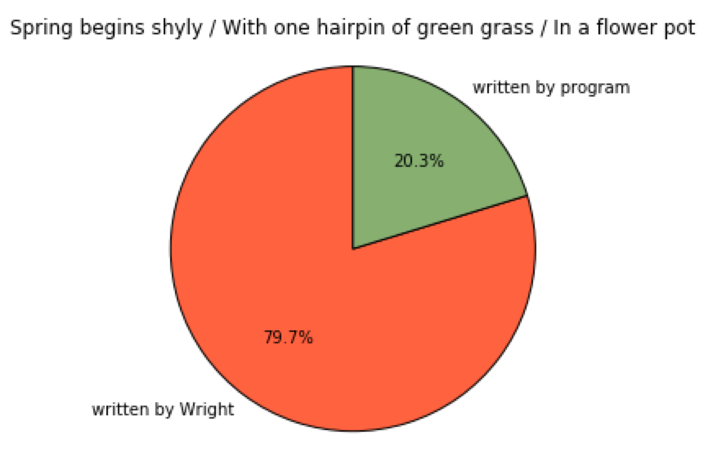 Spring begins shyly / With one hairpin of green grass / In a flower pot
written by program
20.3%
79.7%
written by Wright